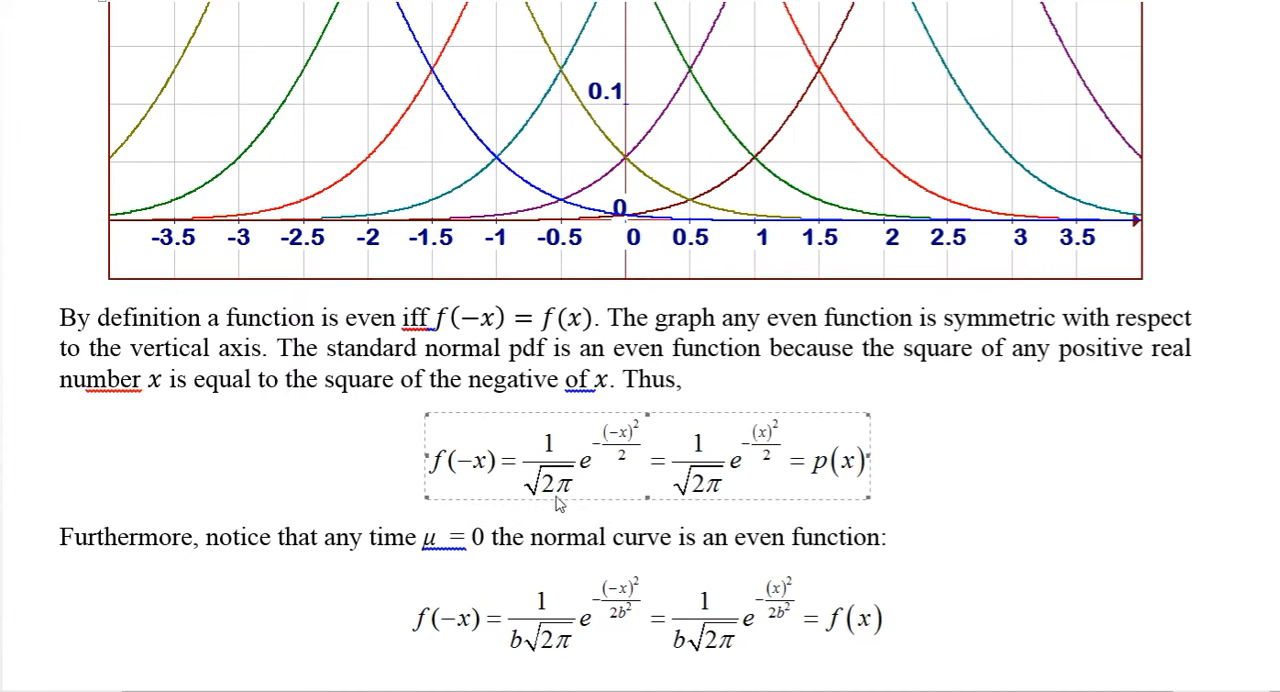 0.1
0
-3.5 -3 -2.5 -2 -1.5 -1 -0.5 0 0.5 1 1.5 2 2.5 3 3.5
By definition a function is even iff f(−x) = f(x). The graph any even function is symmetric with respect
to the vertical axis. The standard normal pdf is an even function because the square of any positive real
number x is equal to the square of the negative of x. Thus,
f(−x) = 1/√2π e^−(−x)²/2 = 1/√2π e^−(x)²/2 = p(x)
Furthermore, notice that any time μ = 0 the normal curve is an even function:
f(−x) = 1/b√2π e^−(−x)²/2b² = 1/b√2π e^−(x)²/2b² = f(x)